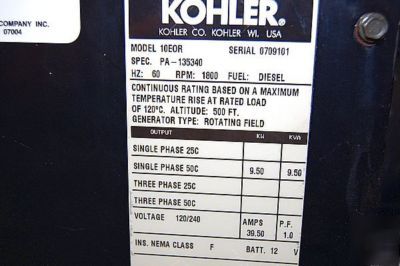 COMPANY INC.
07004
KOHLER®
KOHLER CO. KOHLER WI. USA
MODEL 10EOR SERIAL 0709101
SPEC. PA-135340
HZ: 60 RPM: 1800 FUEL: DIESEL
CONTINUOUS RATING BASED ON A MAXIMUM
TEMPERATURE RISE AT RATED LOAD
OF 120°C. ALTITUDE: 500 FT.
GENERATOR TYPE: ROTATING FIELD
OUTPUT KW KVA
SINGLE PHASE 25C
SINGLE PHASE 50C 9.50 9.50
THREE PHASE 25C
THREE PHASE 50C
VOLTAGE 120/240 AMPS P.F.
39.50 1.0
INS. NEMA CLASS F BATT. 12 V